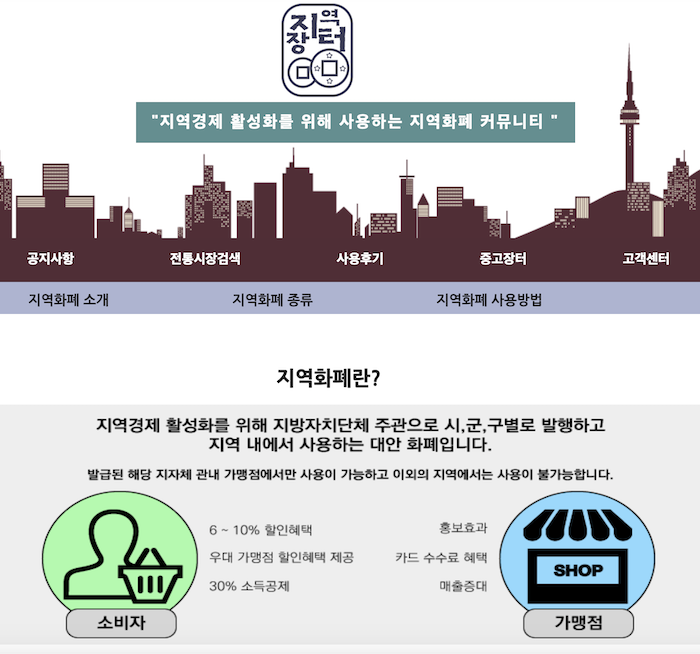 지역
장터
"지역경제 활성화를 위해 사용하는 지역화폐 커뮤니티 "
공지사항 전통시장검색 사용후기 중고장터 고객센터
지역화폐 소개 지역화폐 종류 지역화폐 사용방법
지역화폐란?
지역경제 활성화를 위해 지방자치단체 주관으로 시,군,구별로 발행하고
지역 내에서 사용하는 대안 화폐입니다.
발급된 해당 지자체 관내 가맹점에서만 사용이 가능하고 이외의 지역에서는 사용이 불가능합니다.
6 ~ 10% 할인혜택
우대 가맹점 할인혜택 제공
30% 소득공제
소비자
홍보효과
카드 수수료 혜택
매출증대
SHOP
가맹점